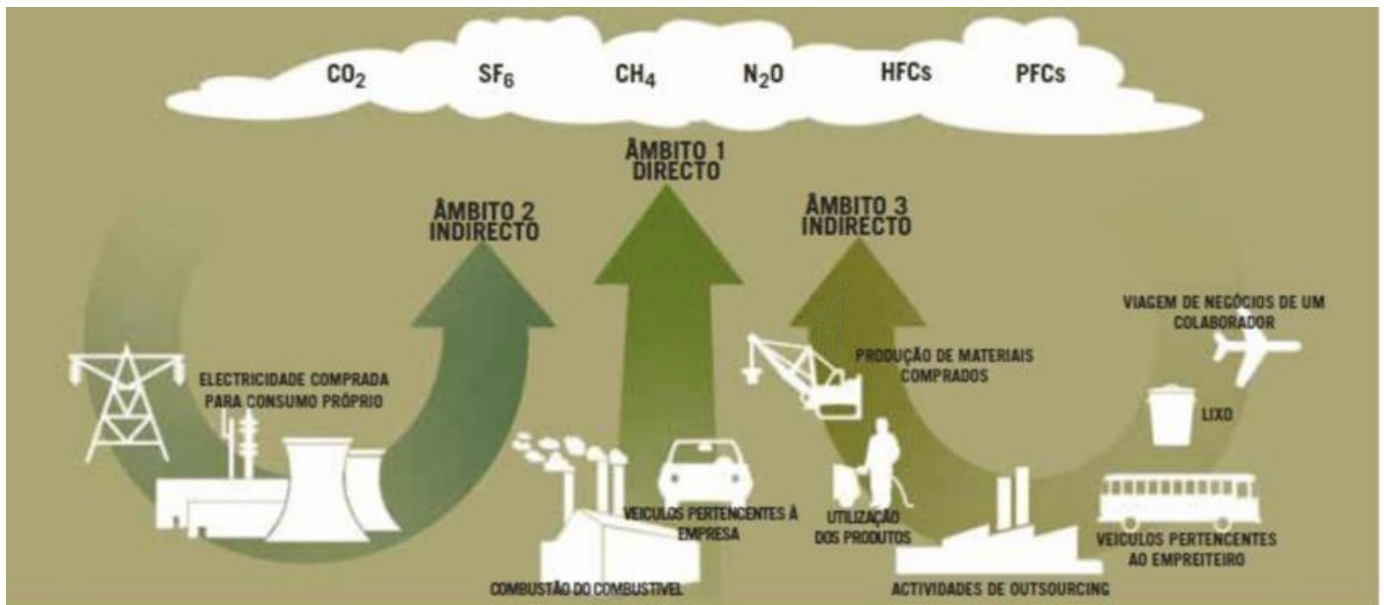 CO₂ SF₆ CH₄ N₂O HFCs PFCs
ÂMBITO 1
DIRECTO
ÂMBITO 2
INDIRECTO
ÂMBITO 3
INDIRECTO
ELECTRICIDADE COMPRADA
PARA CONSUMO PRÓPRIO
COMBUSTÃO DO COMBUSTIVEL
VEICULOS PERTENCENTES À
EMPRESA
PRODUÇÃO DE MATERIAIS
COMPRADOS
UTILIZAÇÃO
DOS PRODUTOS
ACTIVIDADES DE OUTSOURCING
VIAGEM DE NEGÓCIOS DE UM
COLABORADOR
LIXO
VEICULOS PERTENCENTES
AO EMPREITEIRO